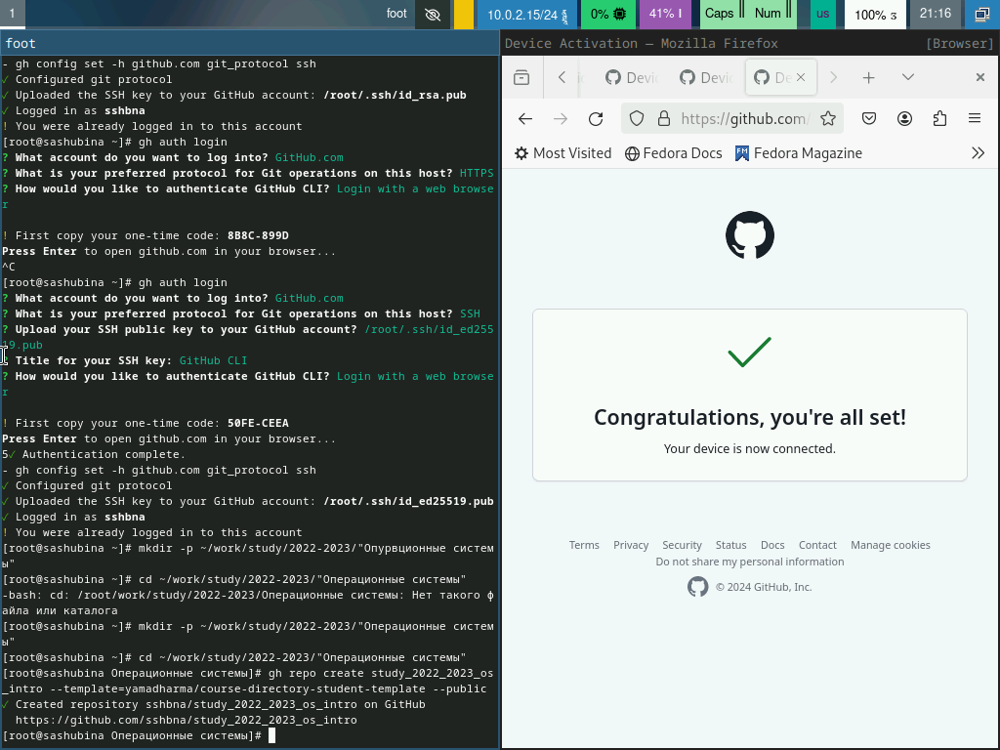 1
foot
10.0.2.15/24
0%
41%
Caps
Num
us
100%
21:16
foot
- gh config set -h github.com git_protocol ssh
✓ Configured git protocol
✓ Uploaded the SSH key to your GitHub account: /root/.ssh/id_rsa.pub
✓ Logged in as sshbna
! You were already logged in to this account
[root@sashubina ~]# gh auth login
? What account do you want to log into? GitHub.com
? What is your preferred protocol for Git operations on this host? HTTPS
? How would you like to authenticate GitHub CLI? Login with a web browse
r
! First copy your one-time code: 8B8C-899D
Press Enter to open github.com in your browser...
^C
[root@sashubina ~]# gh auth login
? What account do you want to log into? GitHub.com
? What is your preferred protocol for Git operations on this host? SSH
? Upload your SSH public key to your GitHub account? /root/.ssh/id_ed255
19.pub
? Title for your SSH key: GitHub CLI
? How would you like to authenticate GitHub CLI? Login with a web browse
r
! First copy your one-time code: 50FE-CEEA
Press Enter to open github.com in your browser...
5✓ Authentication complete.
- gh config set -h github.com git_protocol ssh
✓ Configured git protocol
✓ Uploaded the SSH key to your GitHub account: /root/.ssh/id_ed25519.pub
✓ Logged in as sshbna
! You were already logged in to this account
[root@sashubina ~]# mkdir -p ~/work/study/2022-2023/"Опурвционные систем
ы"
[root@sashubina ~]# cd ~/work/study/2022-2023/"Операционные системы"
-bash: cd: /root/work/study/2022-2023/Операционные системы: Нет такого ф
айла или каталога
[root@sashubina ~]# mkdir -p ~/work/study/2022-2023/"Операционные систем
ы"
[root@sashubina ~]# cd ~/work/study/2022-2023/"Операционные системы"
[root@sashubina Операционные системы]# gh repo create study_2022_2023_os
_intro --template=yamadharma/course-directory-student-template --public
✓ Created repository sshbna/study_2022_2023_os_intro on GitHub
https://github.com/sshbna/study_2022_2023_os_intro
[root@sashubina Операционные системы]#
Device Activation — Mozilla Firefox [Browser]
Devi
Devi
De
https://github.com/
Most Visited
Fedora Docs
Fedora Magazine
Congratulations, you're all set!
Your device is now connected.
Terms Privacy Security Status Docs Contact Manage cookies
Do not share my personal information
© 2024 GitHub, Inc.